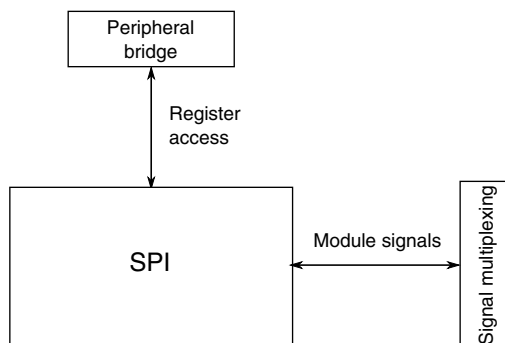 Peripheral
bridge
Register
access
SPI
Module signals
Signal multiplexing